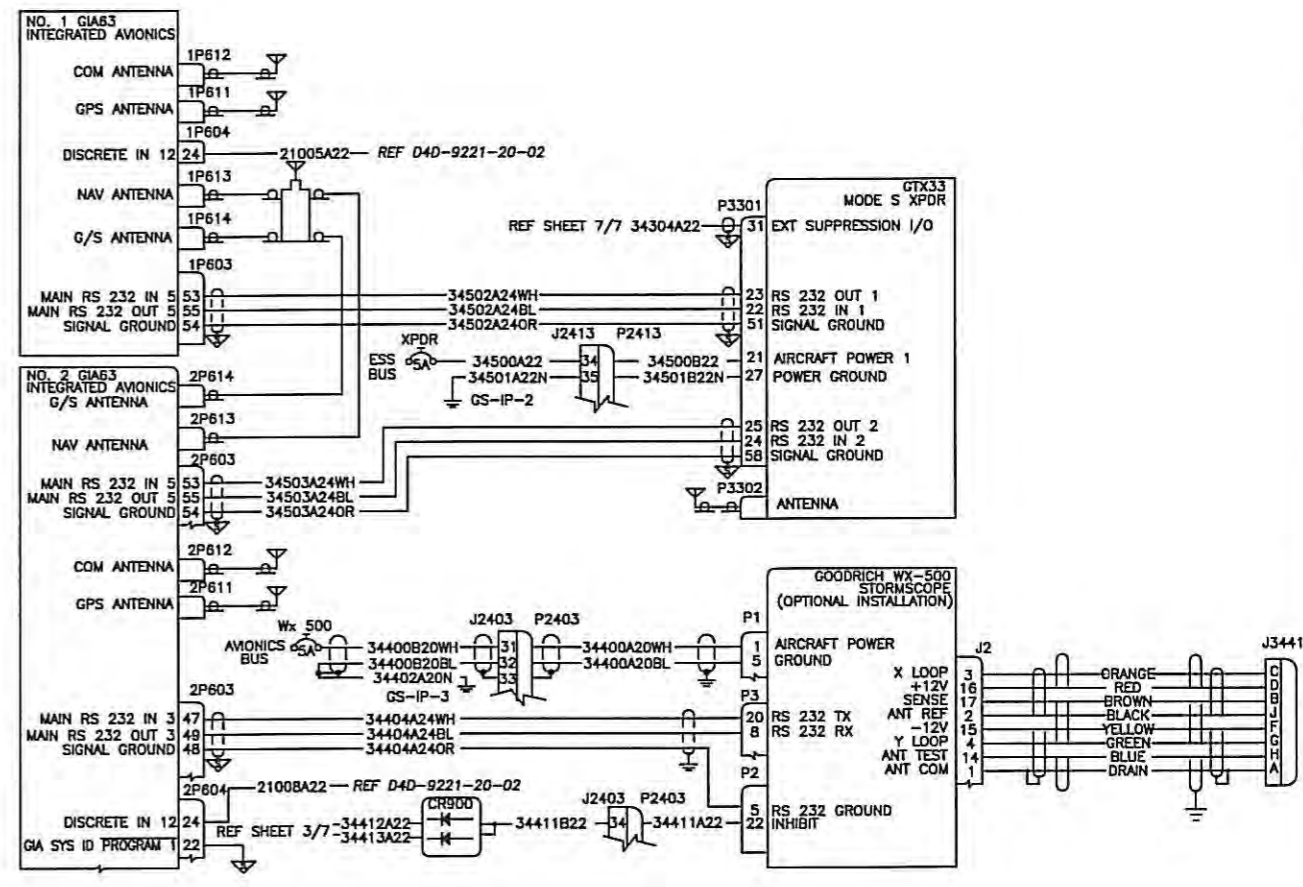 NO. 1 GIA63
INTEGRATED AVIONICS
1P612
COM ANTENNA
1P611
GPS ANTENNA
1P604
DISCRETE IN 12 24 21005A22 REF D4D-9221-20-02
1P613
NAV ANTENNA
1P614
G/S ANTENNA
1P603
MAIN RS 232 IN 5 53 34502A24WH
MAIN RS 232 OUT 5 55 34502A24BL
SIGNAL GROUND 54 34502A24OR
GTX33
MODE S XPDR
P3301
REF SHEET 7/7 34304A22 31 EXT SUPPRESSION I/O
23 RS 232 OUT 1
22 RS 232 IN 1
51 SIGNAL GROUND
XPDR J2413 P2413
ESS BUS 5A 34500A22 34 34500B22 21 AIRCRAFT POWER 1
34501A22N 35 34501B22N 27 POWER GROUND
GS-IP-2
25 RS 232 OUT 2
24 RS 232 IN 2
58 SIGNAL GROUND
P3302
ANTENNA
NO. 2 GIA63
INTEGRATED AVIONICS
2P614
G/S ANTENNA
2P613
NAV ANTENNA
2P603
MAIN RS 232 IN 5 53 34503A24WH
MAIN RS 232 OUT 5 55 34503A24BL
SIGNAL GROUND 54 34503A24OR
2P612
COM ANTENNA
2P611
GPS ANTENNA
GOODRICH WX-500
STORMSCOPE
(OPTIONAL INSTALLATION)
Wx 500 J2403 P2403 P1
AVIONICS BUS 5A 34400B20WH 31 34400A20WH 1 AIRCRAFT POWER
34400B20BL 32 34400A20BL 5 GROUND
34402A20N 33
GS-IP-3
2P603 P3
MAIN RS 232 IN 3 47 34404A24WH 20 RS 232 TX
MAIN RS 232 OUT 3 49 34404A24BL 8 RS 232 RX
SIGNAL GROUND 48 34404A24OR
P2
5 RS 232 GROUND
22 INHIBIT
2P604
21008A22 REF D4D-9221-20-02
DISCRETE IN 12 24
GIA SYS ID PROGRAM 1 22
CR900 J2403 P2403
REF SHEET 3/7 34412A22 34411B22 34 34411A22
34413A22
J2 J3441
X LOOP 3 ORANGE C
+12V 16 RED D
SENSE 17 BROWN B
ANT REF 2 BLACK J
-12V 15 YELLOW F
Y LOOP 4 GREEN G
ANT TEST 14 BLUE H
ANT COM 1 DRAIN A